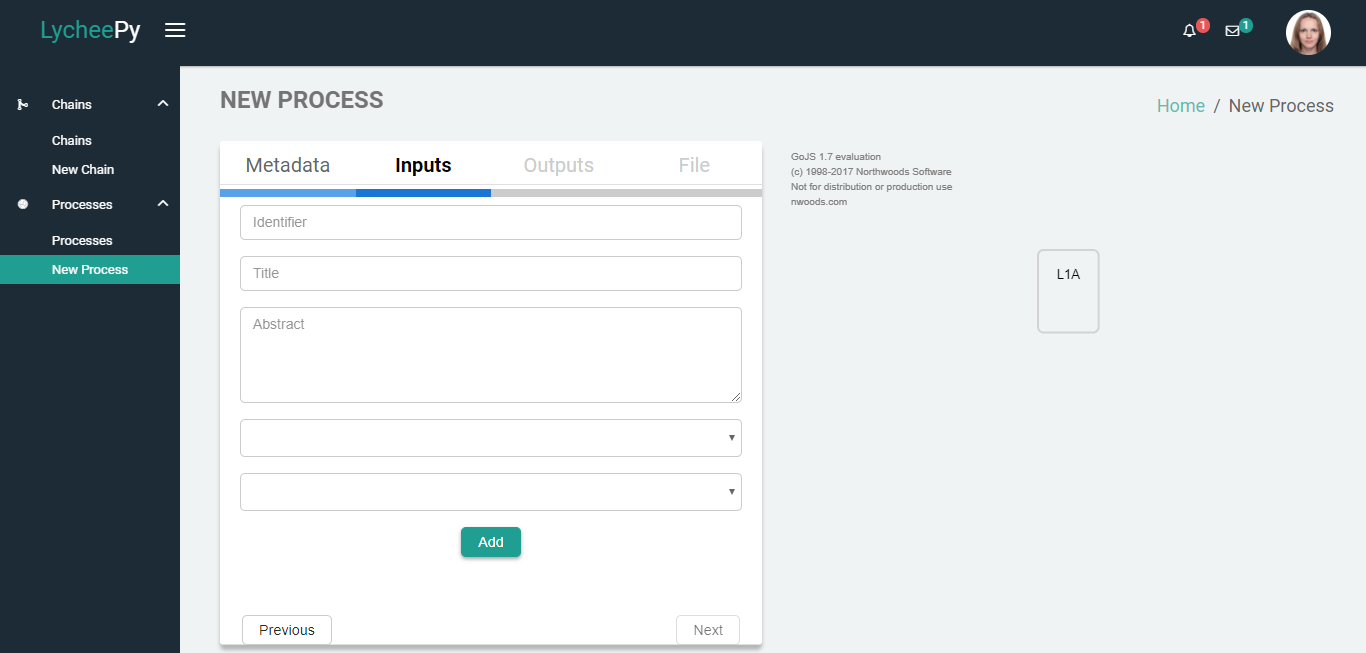 LycheePy
1
1
Chains
Chains
New Chain
Processes
Processes
New Process
NEW PROCESS
Home / New Process
Metadata Inputs Outputs File
Identifier
Title
Abstract
Add
Previous
Next
GoJS 1.7 evaluation
(c) 1998-2017 Northwoods Software
Not for distribution or production use
nwoods.com
L1A